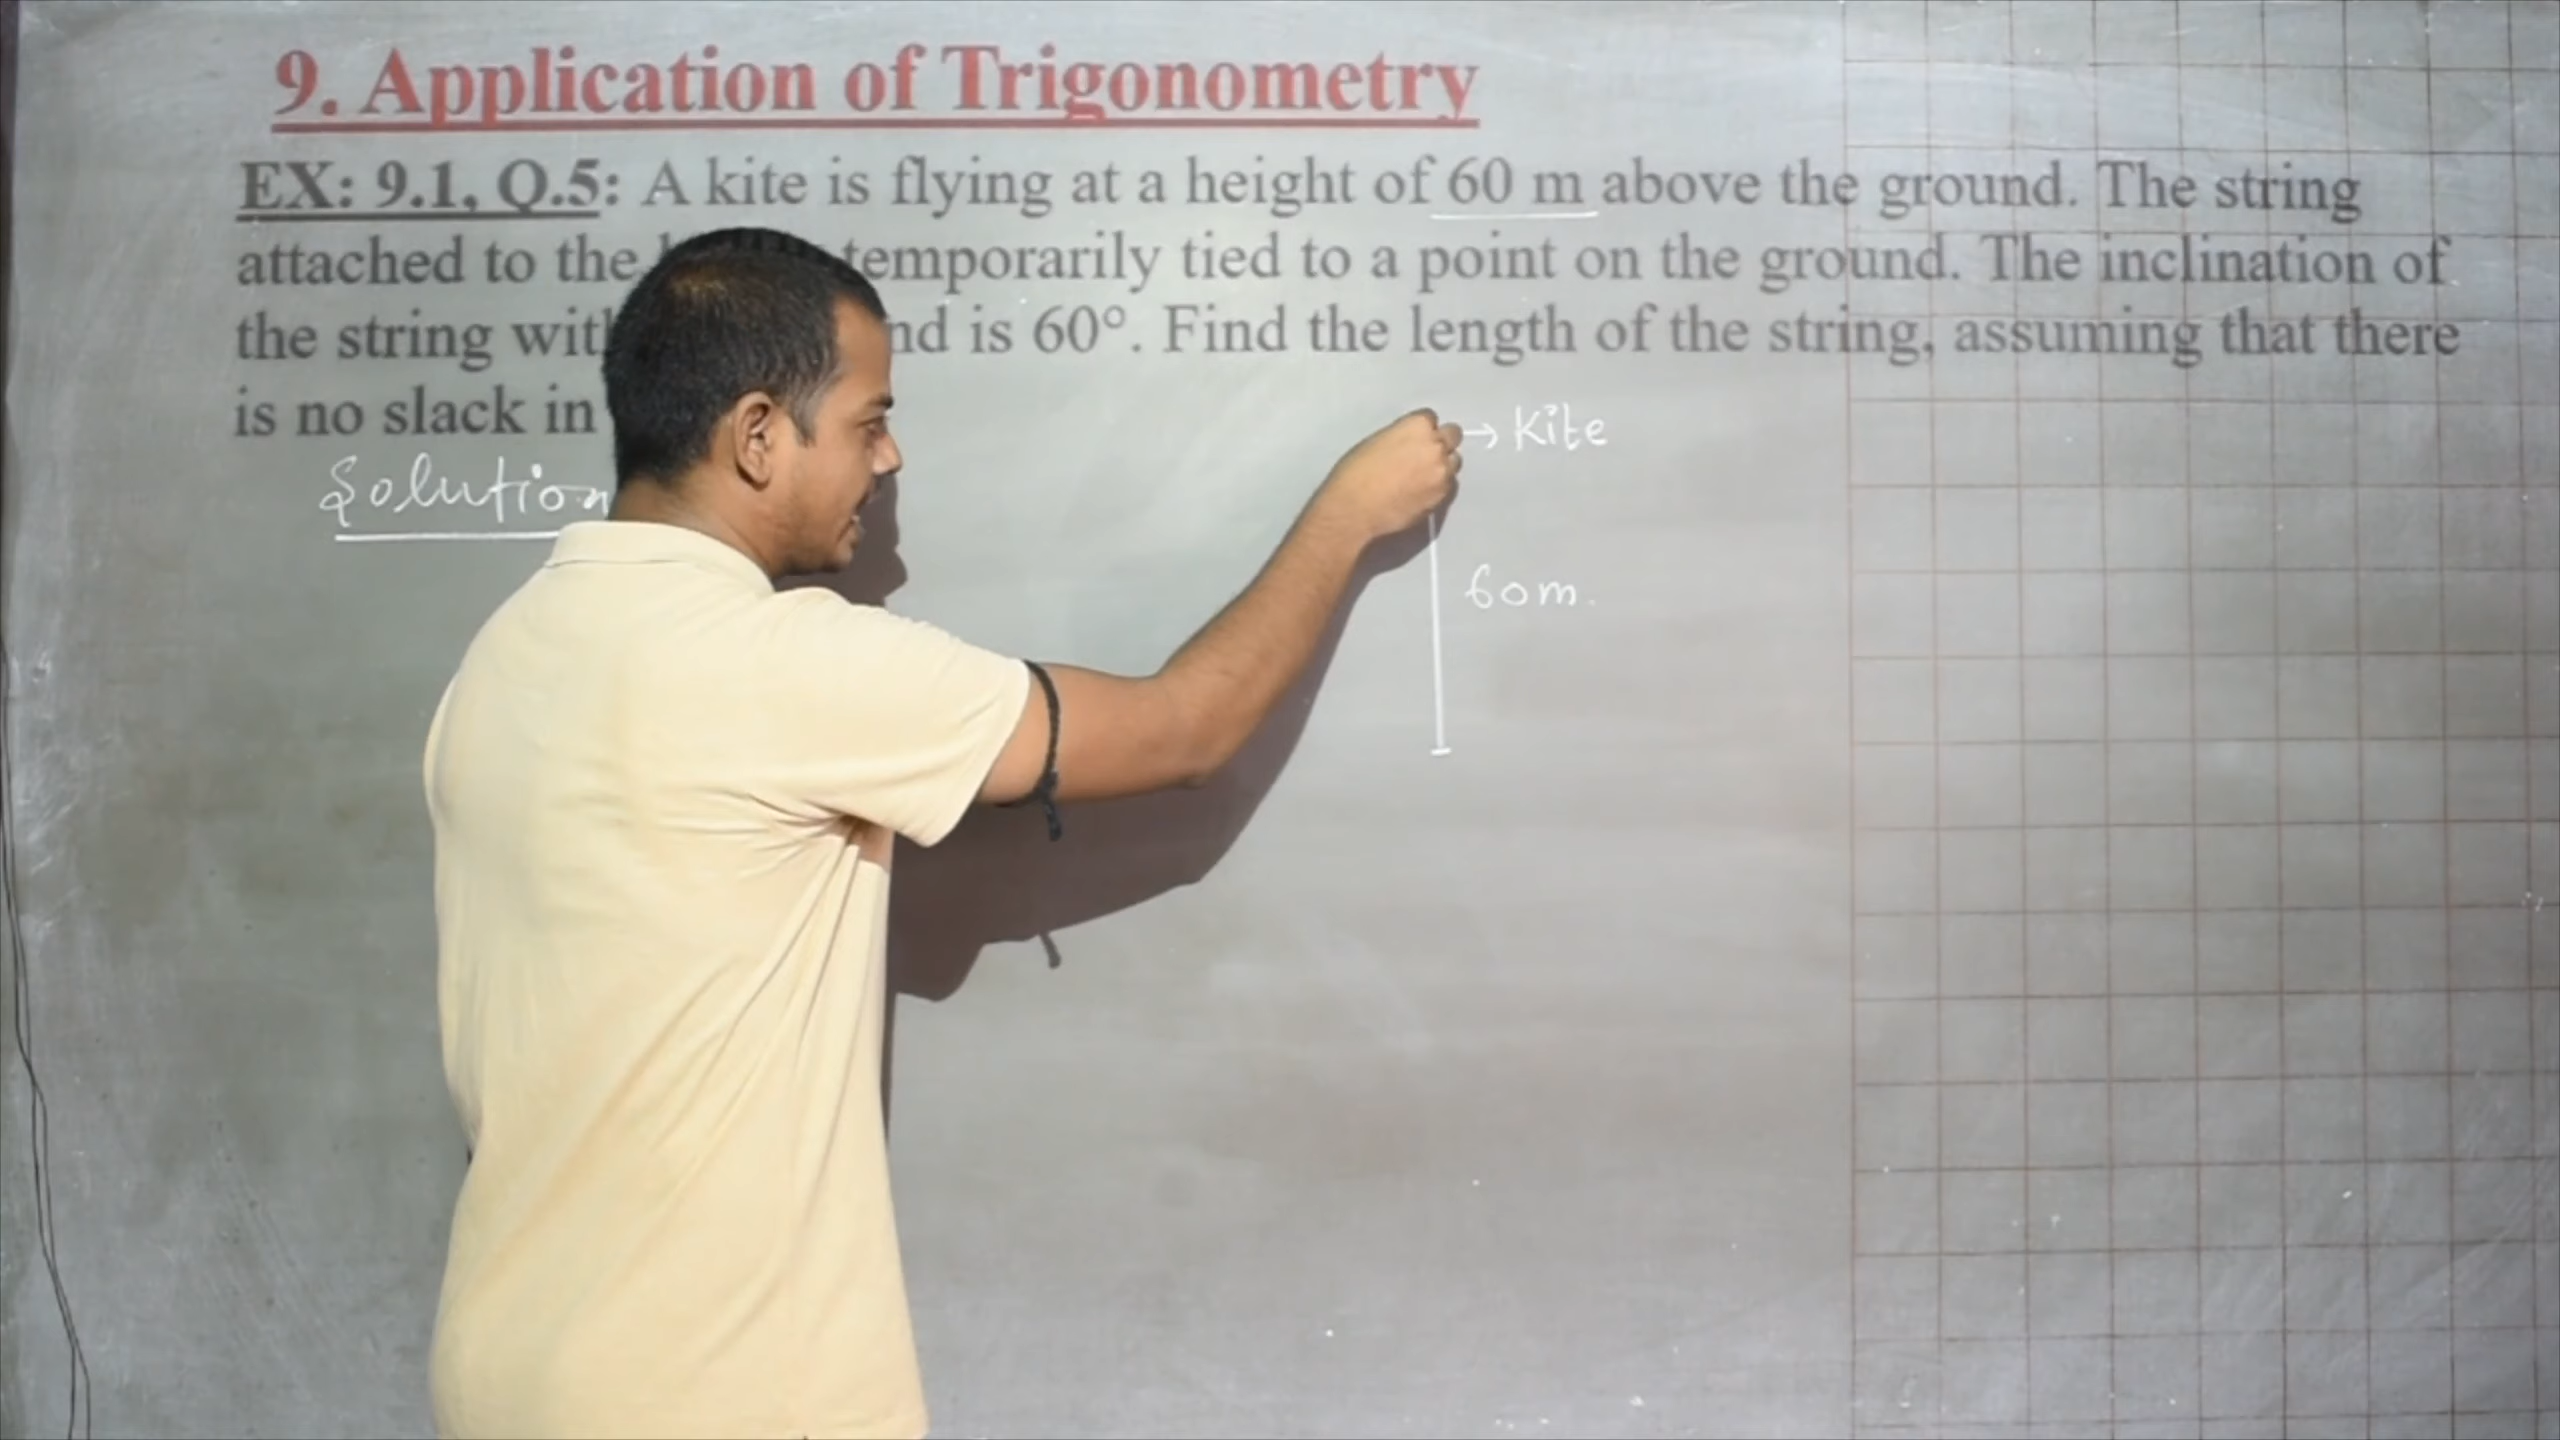 9. Application of Trigonometry
EX: 9.1, Q.5: A kite is flying at a height of 60 m above the ground. The string
attached to the temporarily tied to a point on the ground. The inclination of
the string with nd is 60°. Find the length of the string, assuming that there
is no slack in
→ Kite
Solution
60m.